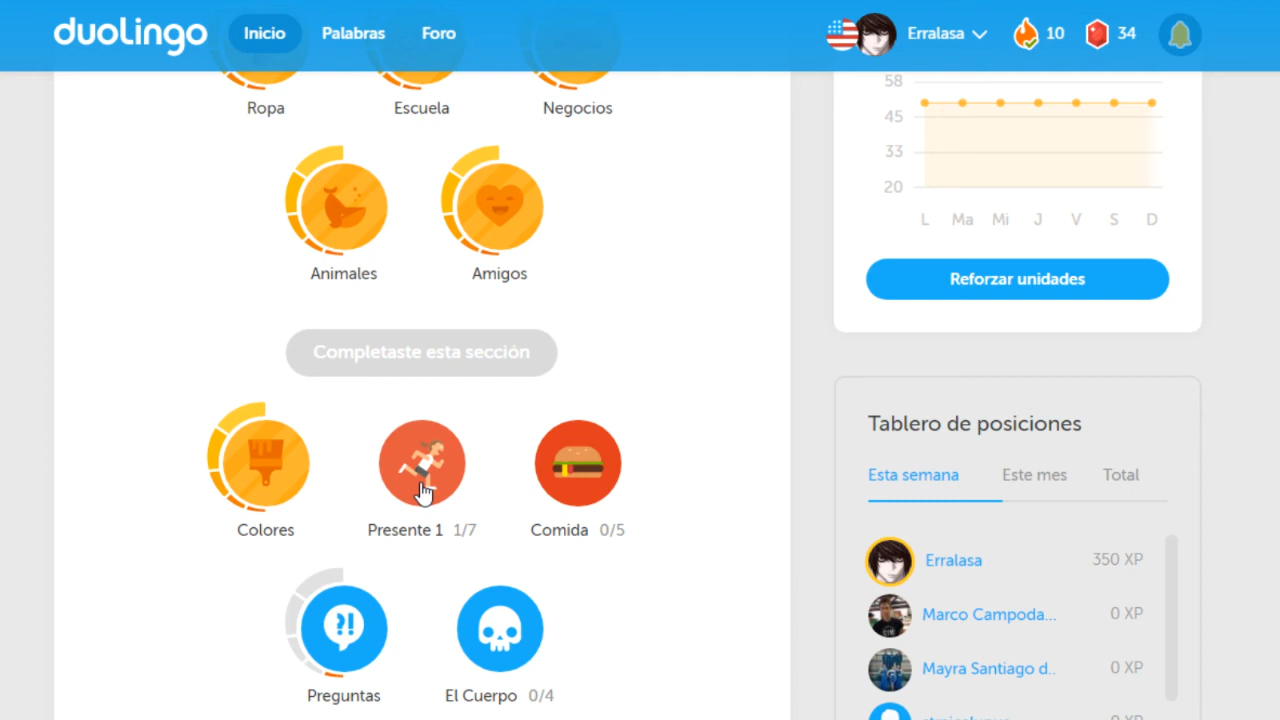 duolingo
Inicio
Palabras
Foro
Erralasa
10
34
Ropa
Escuela
Negocios
Animales
Amigos
Completaste esta sección
Colores
Presente 1 1/7
Comida 0/5
?!
Preguntas
El Cuerpo 0/4
58
45
33
20
L Ma Mi J V S D
Reforzar unidades
Tablero de posiciones
Esta semana
Este mes
Total
Erralasa 350 XP
Marco Campoda... 0 XP
Mayra Santiago d.. 0 XP